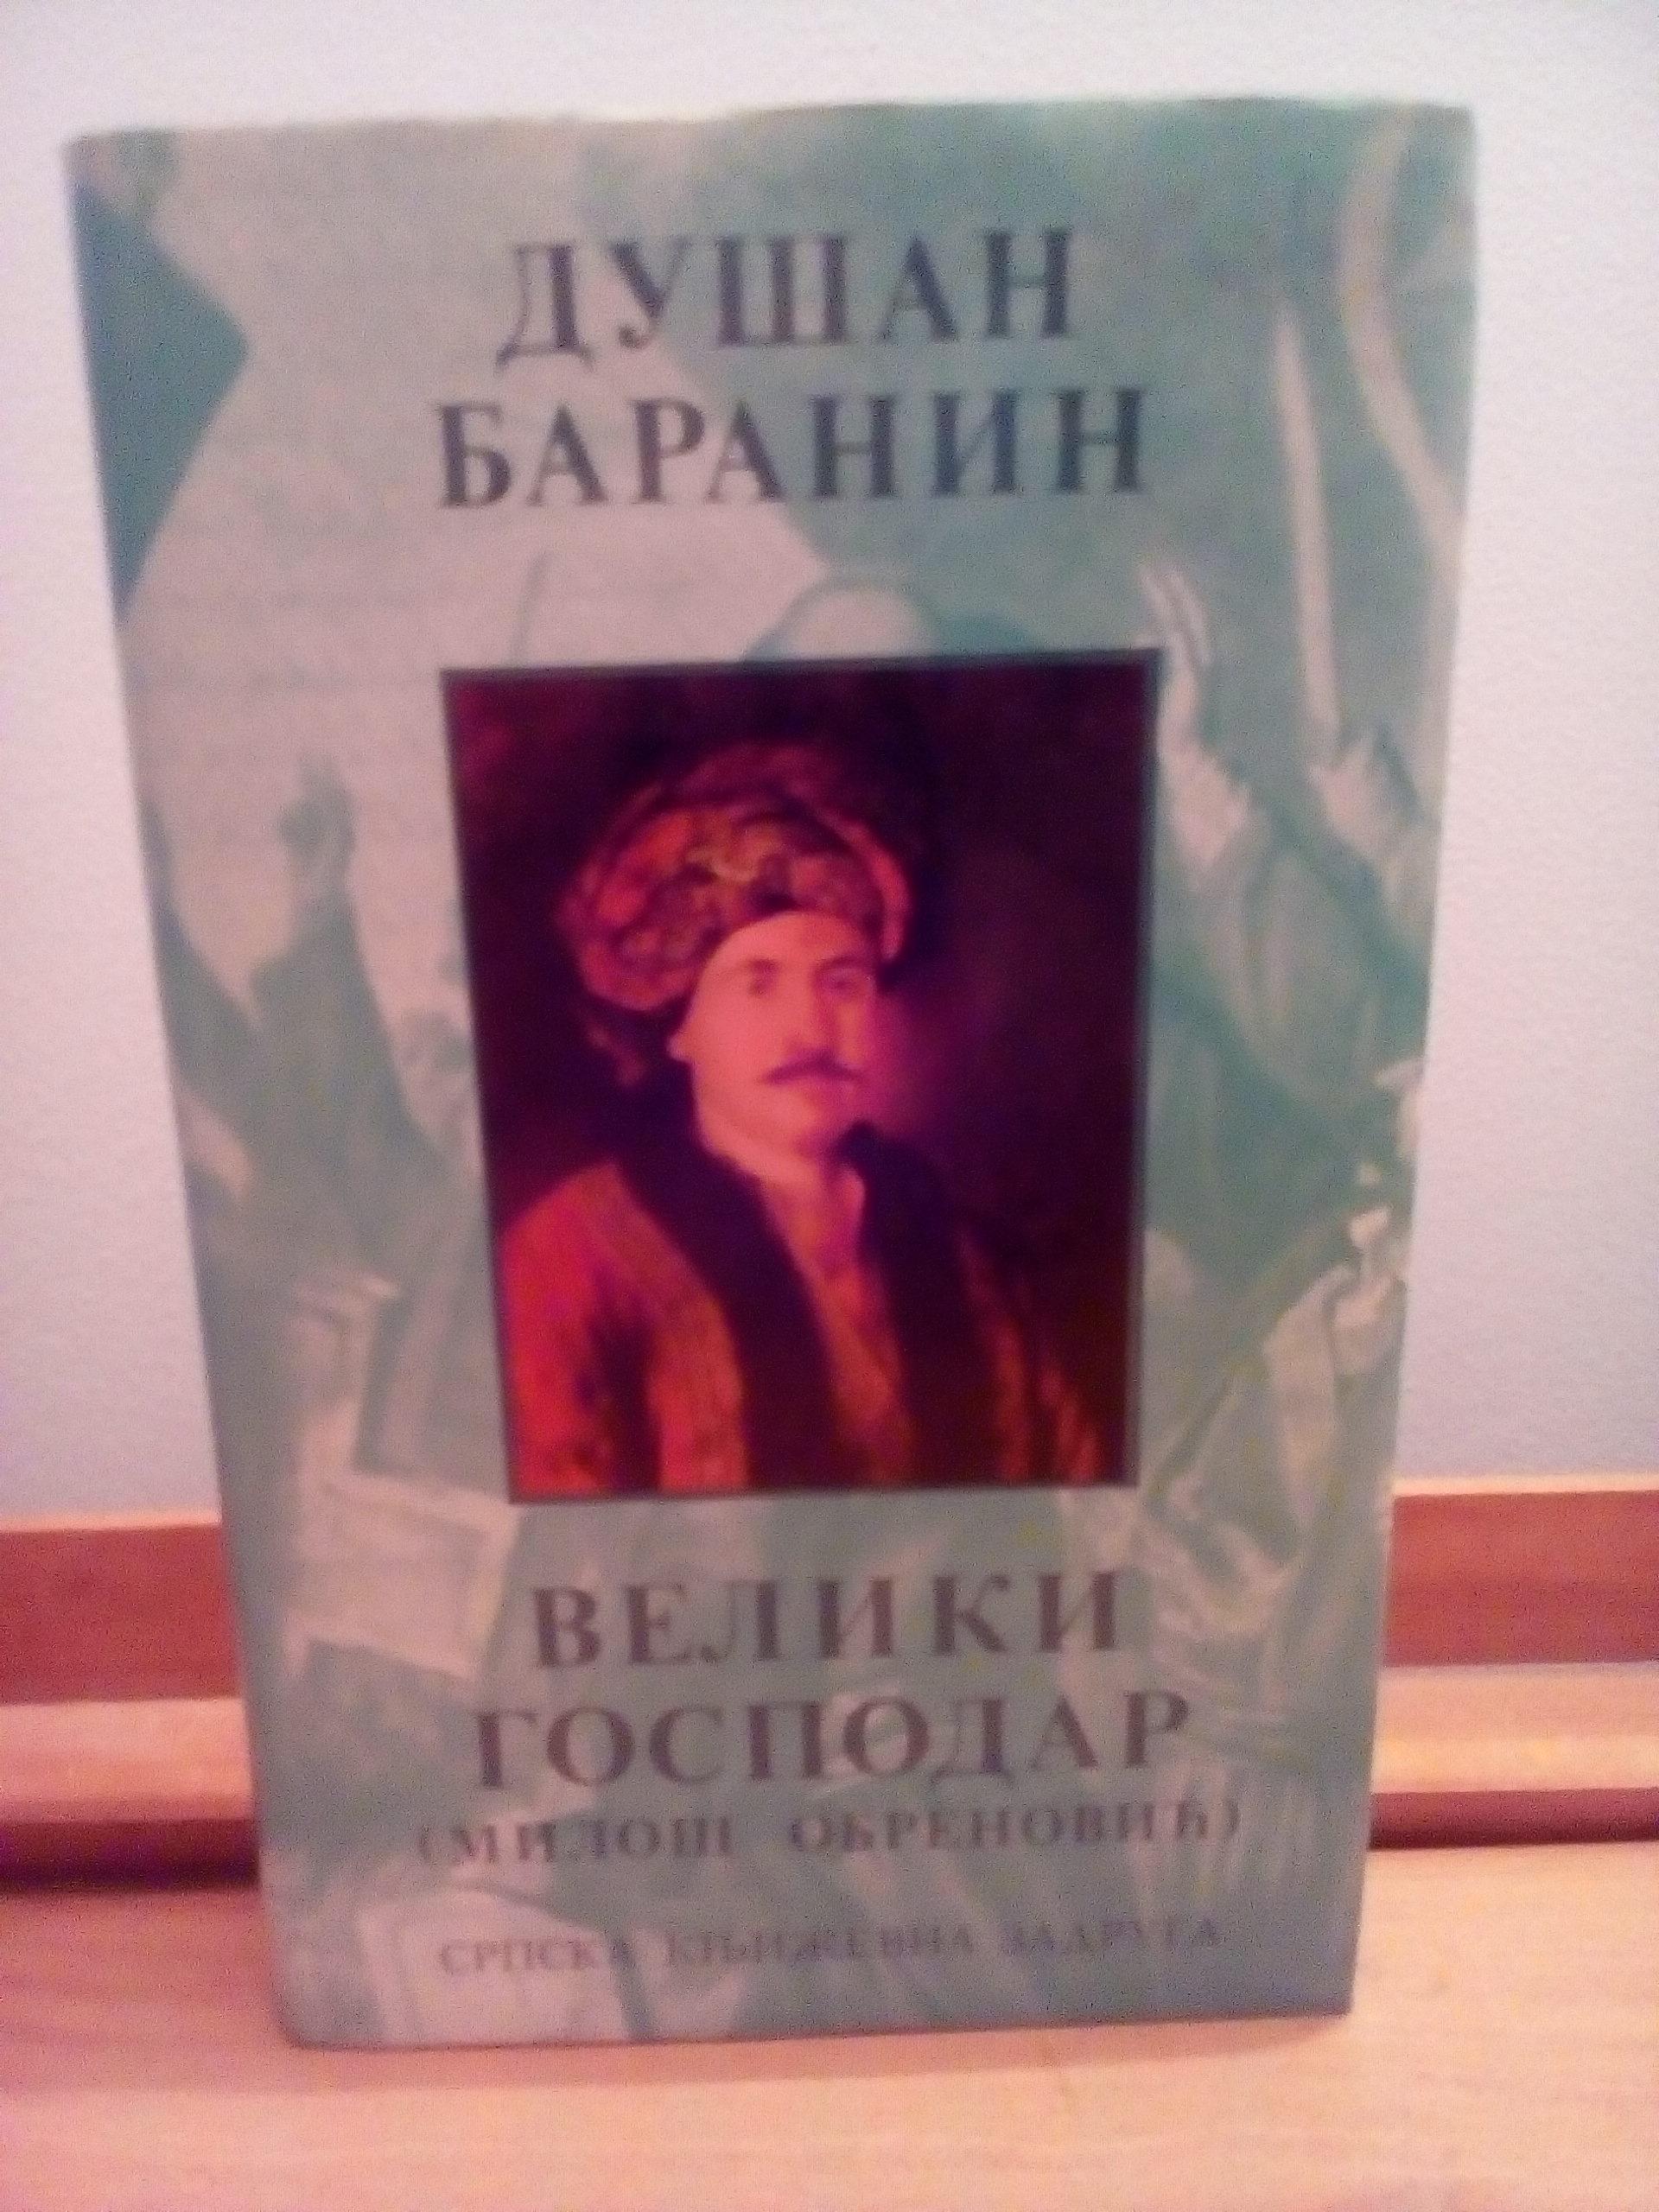 ДУШАН
БАРАНИН
ВЕЛИКИ
ГОСПОДАР
(МИЛОШ ОБРЕНОВИЋ)
СРПСКА КЊИЖЕВНА ЗАДРУГА